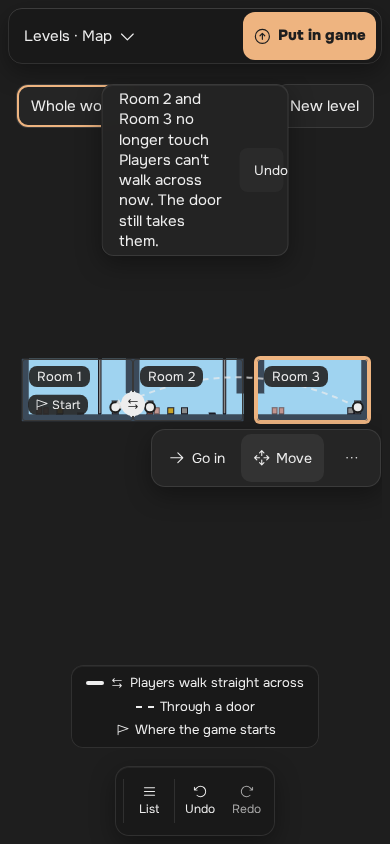 Levels · Map
Put in game
Whole wo
New level
Room 2 and
Room 3 no
longer touch
Players can't
walk across
now. The door
still takes
them.
Undo
Room 1
Room 2
Room 3
Start
Go in
Move
···
Players walk straight across
Through a door
Where the game starts
List
Undo
Redo